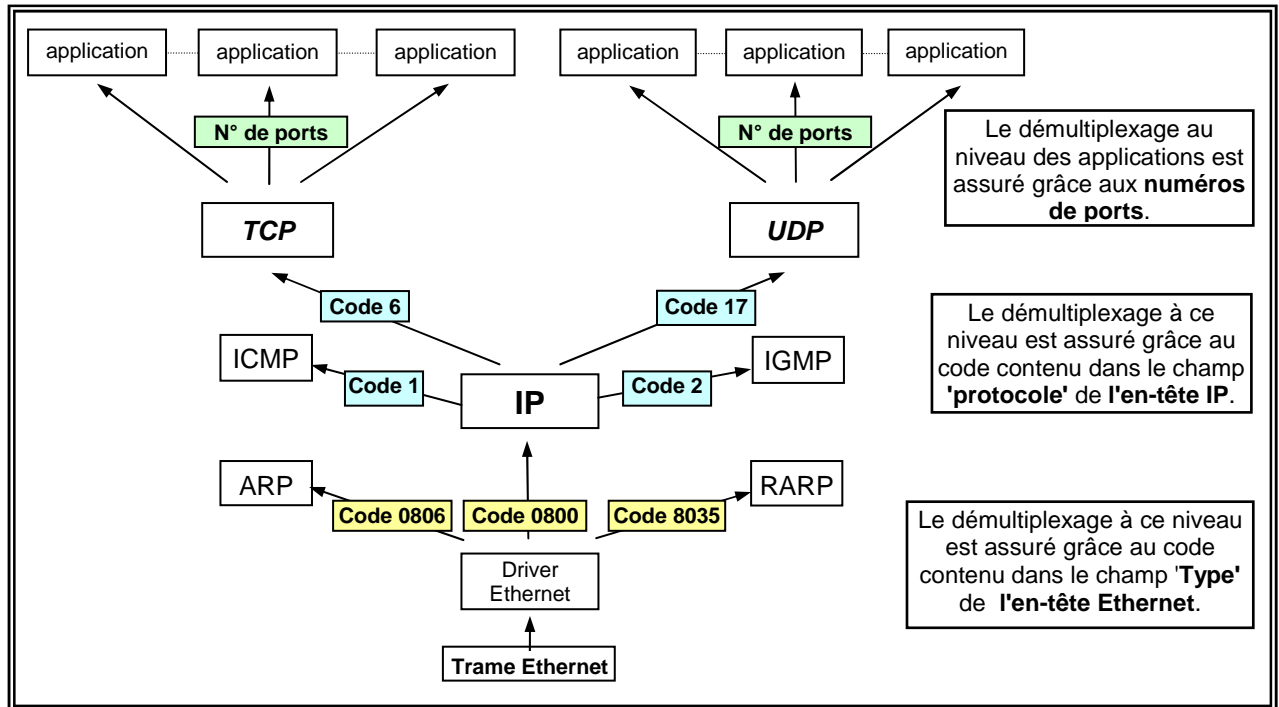 application
application
application
application
application
application
N° de ports
N° de ports
Le démultiplexage au
niveau des applications est
assuré grâce aux numéros
de ports.
TCP
UDP
Code 6
Code 17
Le démultiplexage à ce
niveau est assuré grâce au
code contenu dans le champ
'protocole' de l'en-tête IP.
ICMP
IGMP
Code 1
IP
Code 2
ARP
RARP
Code 0806
Code 0800
Code 8035
Le démultiplexage à ce niveau
est assuré grâce au code
contenu dans le champ 'Type'
de l'en-tête Ethernet.
Driver
Ethernet
Trame Ethernet